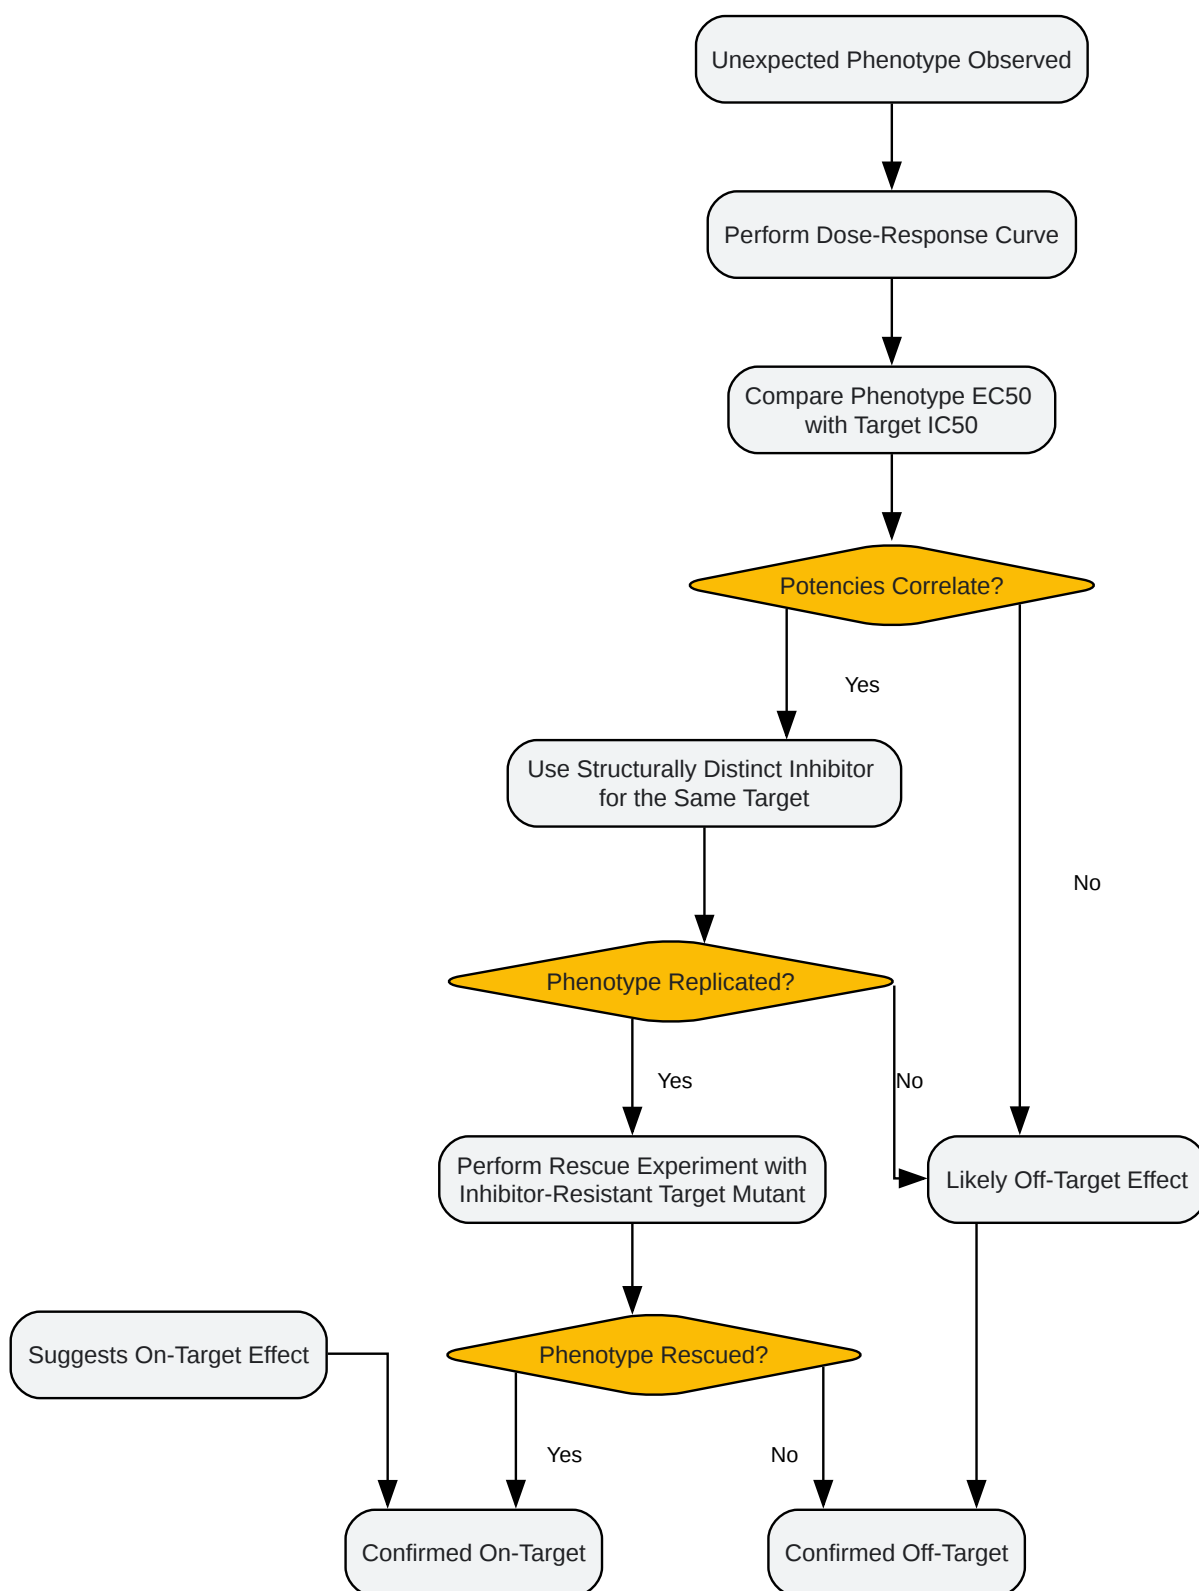 Unexpected Phenotype Observed
Perform Dose-Response Curve
Compare Phenotype EC50
with Target IC50
Potencies Correlate?
Yes
Use Structurally Distinct Inhibitor
for the Same Target
No
Phenotype Replicated?
Yes
No
Perform Rescue Experiment with
Inhibitor-Resistant Target Mutant
Likely Off-Target Effect
Suggests On-Target Effect
Phenotype Rescued?
Yes
No
Confirmed On-Target
Confirmed Off-Target